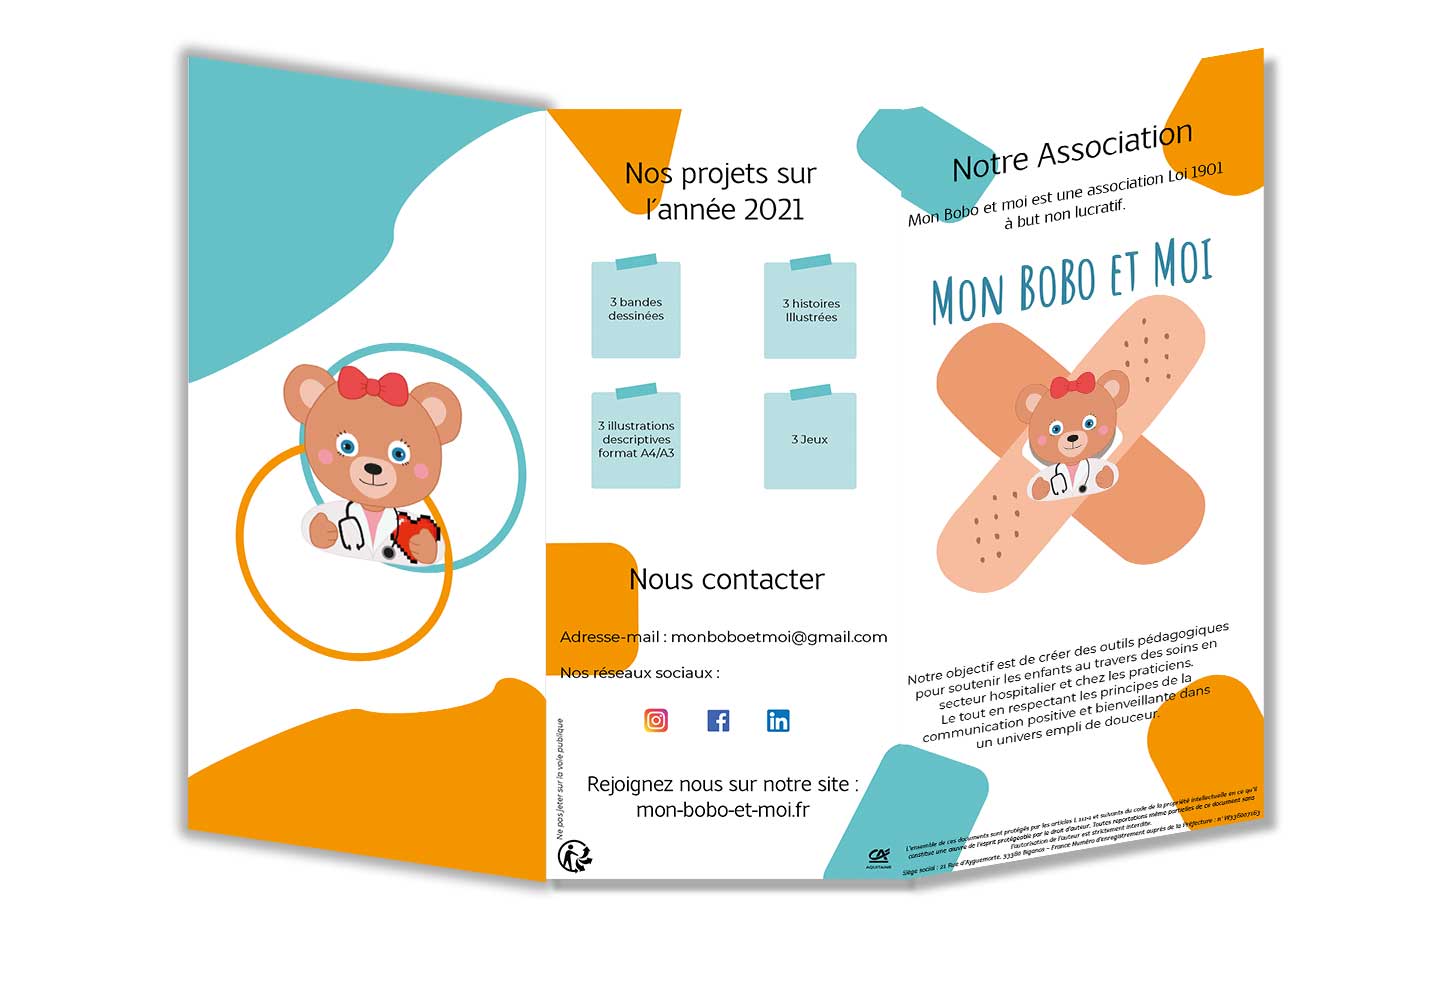 Nos projets sur
l'année 2021
3 bandes
dessinées
3 histoires
Illustrées
3 illustrations
descriptives
format A4/A3
3 Jeux
Nous contacter
Adresse-mail : monboboetmoi@gmail.com
Nos réseaux sociaux :
Rejoignez nous sur notre site :
mon-bobo-et-moi.fr
Ne pas jeter sur la voie publique
CA
AQUITAINE
Notre Association
Mon Bobo et moi est une association Loi 1901
à but non lucratif.
MON BOBO ET MOI
Notre objectif est de créer des outils pédagogiques
pour soutenir les enfants au travers des soins en
secteur hospitalier et chez les praticiens.
Le tout en respectant les principes de la
communication positive et bienveillante dans
un univers empli de douceur.
L'ensemble de ces documents sont protégés par les articles L 112-1 et suivants du code de la propriété intellectuelle en ce qu'il
constitue une œuvre de l'esprit protégeable par le droit d'auteur. Toutes reportations même partielles de ce document sans
l'autorisation de l'auteur est strictement interdite.
Siège social : 21 Rue d'Ayguemorte, 33380 Biganos - France Numéro d'enregistrement auprès de la Préfecture : n° W336007163